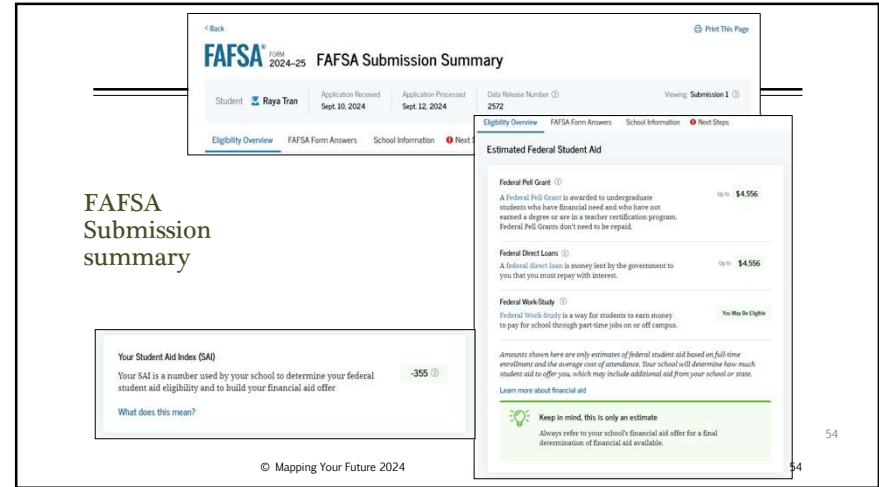 < Back
Print This Page
FAFSA® FORM 2024–25 FAFSA Submission Summary
Student Raya Tran
Application Received
Sept. 10, 2024
Application Processed
Sept. 12, 2024
Data Release Number
2572
Viewing: Submission 1
Eligibility Overview FAFSA Form Answers School Information Next S
Eligibility Overview FAFSA Form Answers School Information Next Steps
Estimated Federal Student Aid
Federal Pell Grant
A Federal Pell Grant is awarded to undergraduate
students who have financial need and who have not
earned a degree or are in a teacher certification program.
Federal Pell Grants don't need to be repaid.
Up to $4,556
Federal Direct Loans
A federal direct loan is money lent by the government to
you that you must repay with interest.
Up to $4,556
Federal Work-Study
Federal Work-Study is a way for students to earn money
to pay for school through part-time jobs on or off campus.
You May Be Eligible
Amounts shown here are only estimates of federal student aid based on full-time
enrollment and the average cost of attendance. Your school will determine how much
student aid to offer you, which may include additional aid from your school or state.
Learn more about financial aid
Keep in mind, this is only an estimate
Always refer to your school's financial aid offer for a final
determination of financial aid available.
FAFSA
Submission
summary
Your Student Aid Index (SAI)
Your SAI is a number used by your school to determine your federal
student aid eligibility and to build your financial aid offer
-355
What does this mean?
54
© Mapping Your Future 2024
54